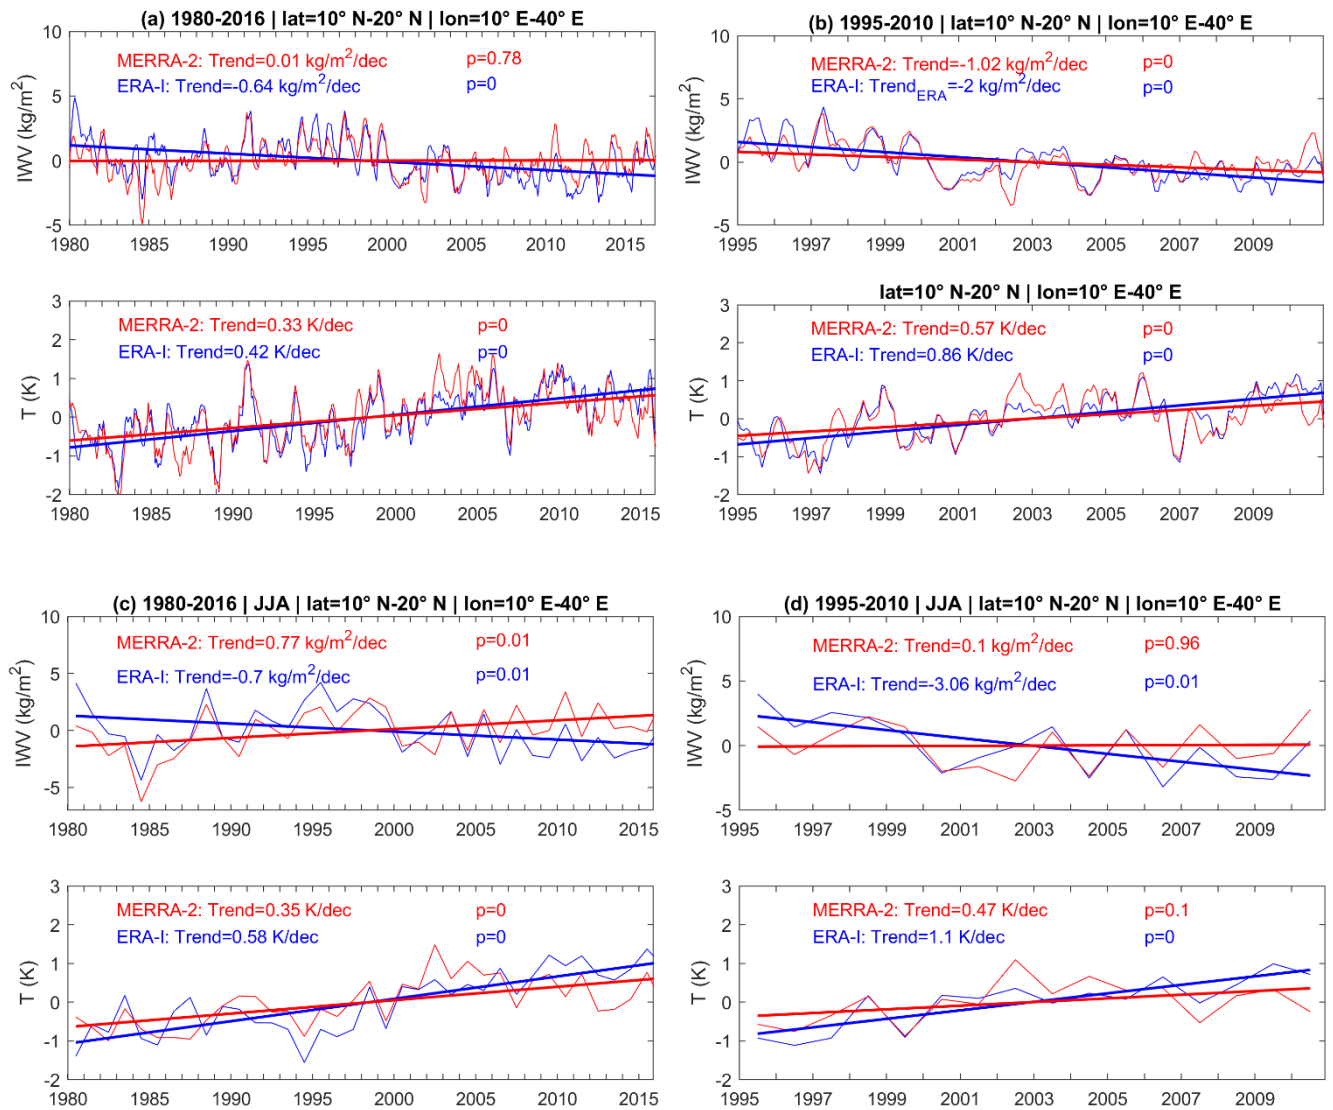 (a) 1980-2016 | lat=10° N-20° N | lon=10° E-40° E
MERRA-2: Trend=0.01 kg/m²/dec p=0.78
ERA-I: Trend=-0.64 kg/m²/dec p=0
IWV (kg/m²)
10
5
0
-5
1980 1985 1990 1995 2000 2005 2010 2015
(b) 1995-2010 | lat=10° N-20° N | lon=10° E-40° E
MERRA-2: Trend=-1.02 kg/m²/dec p=0
ERA-I: Trend_ERA=-2 kg/m²/dec p=0
IWV (kg/m²)
10
5
0
-5
1995 1997 1999 2001 2003 2005 2007 2009
MERRA-2: Trend=0.33 K/dec p=0
ERA-I: Trend=0.42 K/dec p=0
T (K)
3
2
1
0
-1
-2
1980 1985 1990 1995 2000 2005 2010 2015
lat=10° N-20° N | lon=10° E-40° E
MERRA-2: Trend=0.57 K/dec p=0
ERA-I: Trend=0.86 K/dec p=0
T (K)
3
2
1
0
-1
-2
1995 1997 1999 2001 2003 2005 2007 2009
(c) 1980-2016 | JJA | lat=10° N-20° N | lon=10° E-40° E
MERRA-2: Trend=0.77 kg/m²/dec p=0.01
ERA-I: Trend=-0.7 kg/m²/dec p=0.01
IWV (kg/m²)
10
5
0
-5
1980 1985 1990 1995 2000 2005 2010 2015
(d) 1995-2010 | JJA | lat=10° N-20° N | lon=10° E-40° E
MERRA-2: Trend=0.1 kg/m²/dec p=0.96
ERA-I: Trend=-3.06 kg/m²/dec p=0.01
IWV (kg/m²)
10
5
0
-5
1995 1997 1999 2001 2003 2005 2007 2009
MERRA-2: Trend=0.35 K/dec p=0
ERA-I: Trend=0.58 K/dec p=0
T (K)
3
2
1
0
-1
-2
1980 1985 1990 1995 2000 2005 2010 2015
MERRA-2: Trend=0.47 K/dec p=0.1
ERA-I: Trend=1.1 K/dec p=0
T (K)
3
2
1
0
-1
-2
1995 1997 1999 2001 2003 2005 2007 2009